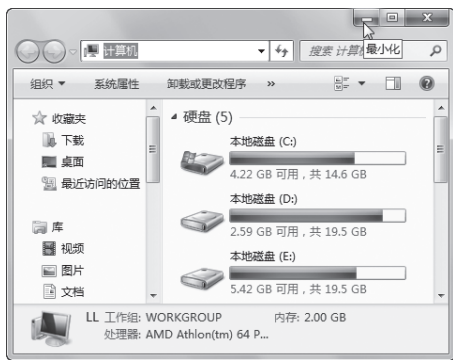 最小化
计算机
搜索 计算
组织 系统属性 卸载或更改程序 »
收藏夹
下载
桌面
最近访问的位置
库
视频
图片
文档
硬盘 (5)
本地磁盘 (C:)
4.22 GB 可用，共 14.6 GB
本地磁盘 (D:)
2.59 GB 可用，共 19.5 GB
本地磁盘 (E:)
5.42 GB 可用，共 19.5 GB
LL 工作组: WORKGROUP 内存: 2.00 GB
处理器: AMD Athlon(tm) 64 P...